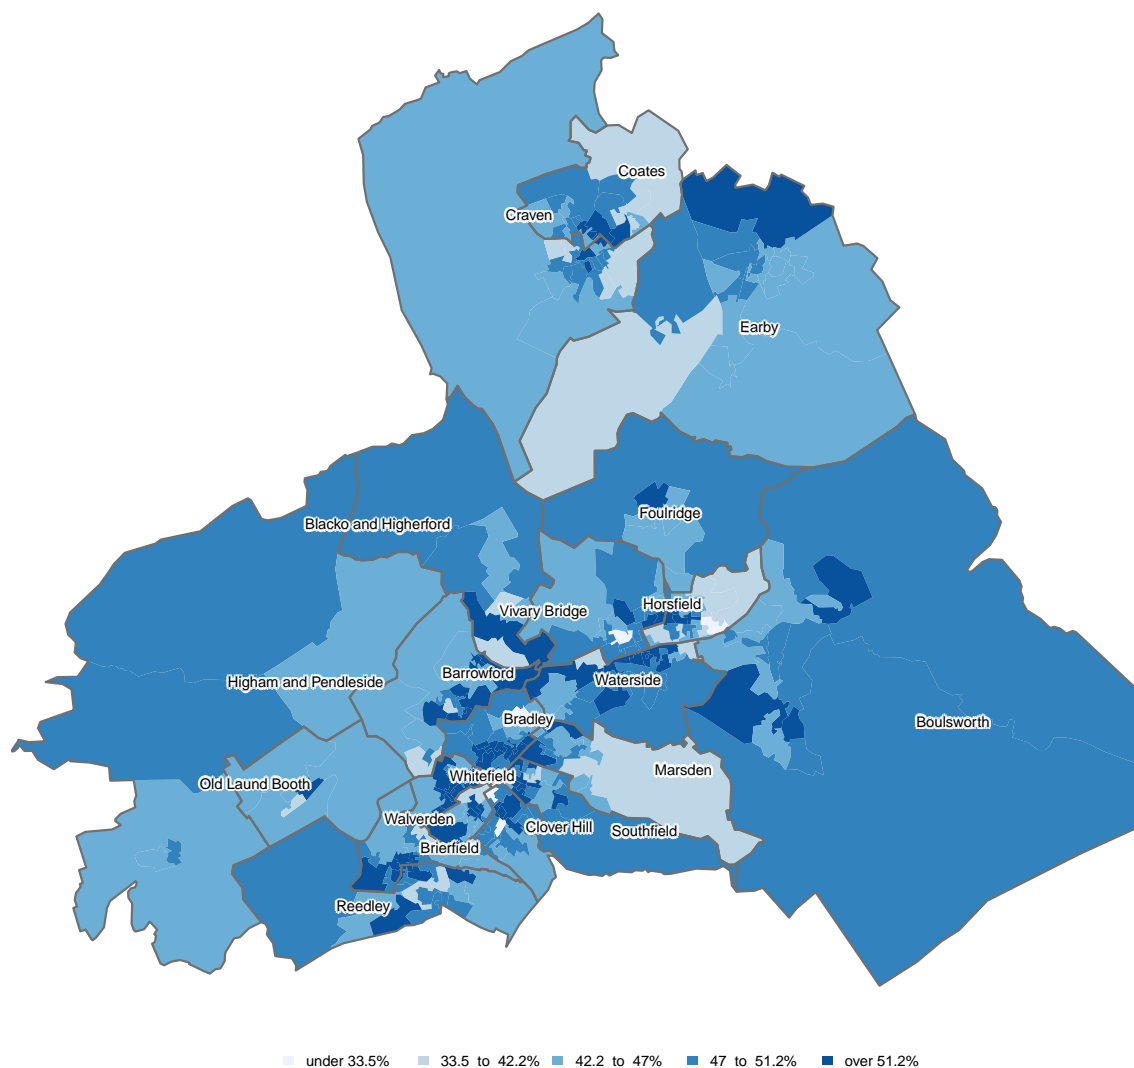 Coates
Craven
Earby
Blacko and Higherford
Foulridge
Vivary Bridge
Horsfield
Barrowford
Higham and Pendleside
Waterside
Bradley
Boulsworth
Old Laund Booth
Whitefield
Marsden
Walverden
Clover Hill
Southfield
Brierfield
Reedley
under 33.5% 33.5 to 42.2% 42.2 to 47% 47 to 51.2% over 51.2%